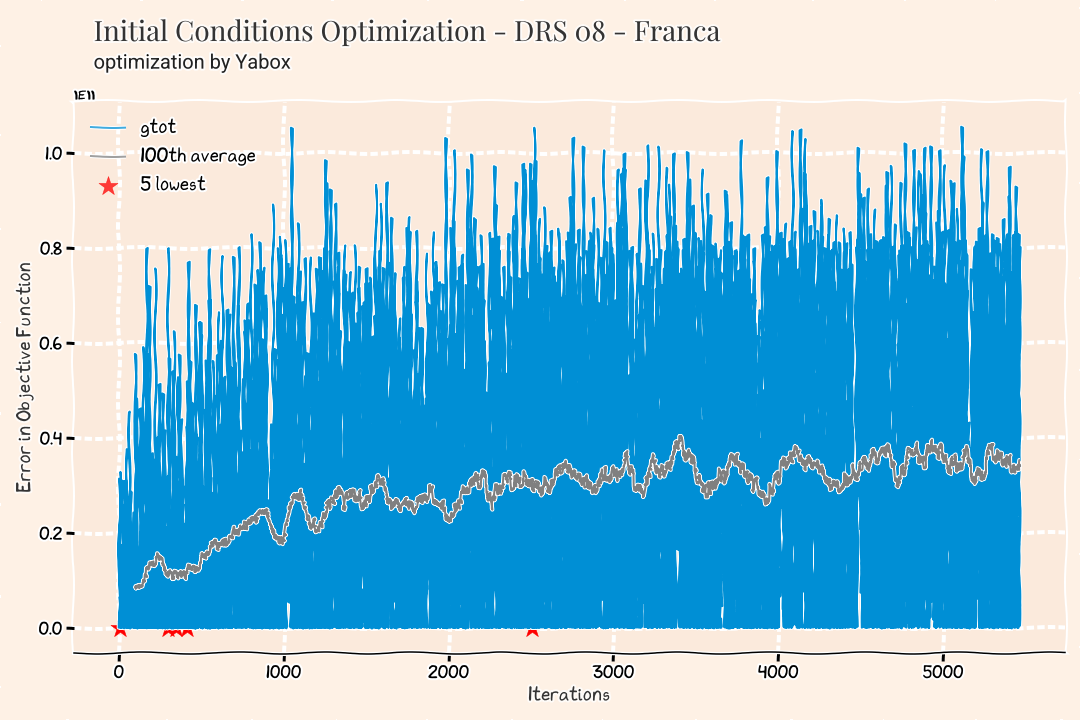 Initial Conditions Optimization - DRS 08 - Franca
optimization by Yabox
1E11
gtot
100th average
5 lowest
1.0
0.8
0.6
0.4
0.2
0.0
Error in Objective Function
0 1000 2000 3000 4000 5000
Iterations